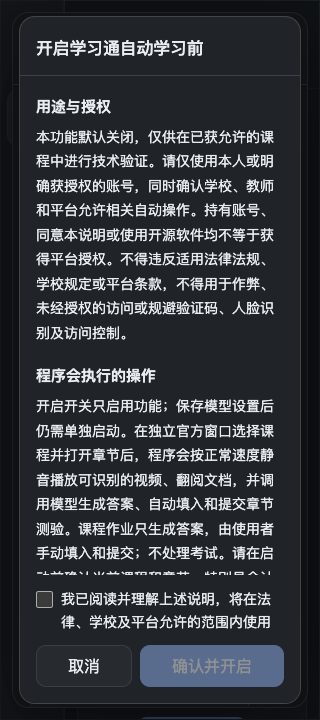 开启学习通自动学习前
用途与授权
本功能默认关闭，仅供在已获允许的课
程中进行技术验证。请仅使用本人或明
确获授权的账号，同时确认学校、教师
和平台允许相关自动操作。持有账号、
同意本说明或使用开源软件均不等于获
得平台授权。不得违反适用法律法规、
学校规定或平台条款，不得用于作弊、
未经授权的访问或规避验证码、人脸识
别及访问控制。
程序会执行的操作
开启开关只启用功能；保存模型设置后
仍需单独启动。在独立官方窗口选择课
程并打开章节后，程序会按正常速度静
音播放可识别的视频、翻阅文档，并调
用模型生成答案、自动填入和提交章节
测验。课程作业只生成答案，由使用者
手动填入和提交；不处理考试。请在启
我已阅读并理解上述说明，将在法
律、学校及平台允许的范围内使用
取消
确认并开启